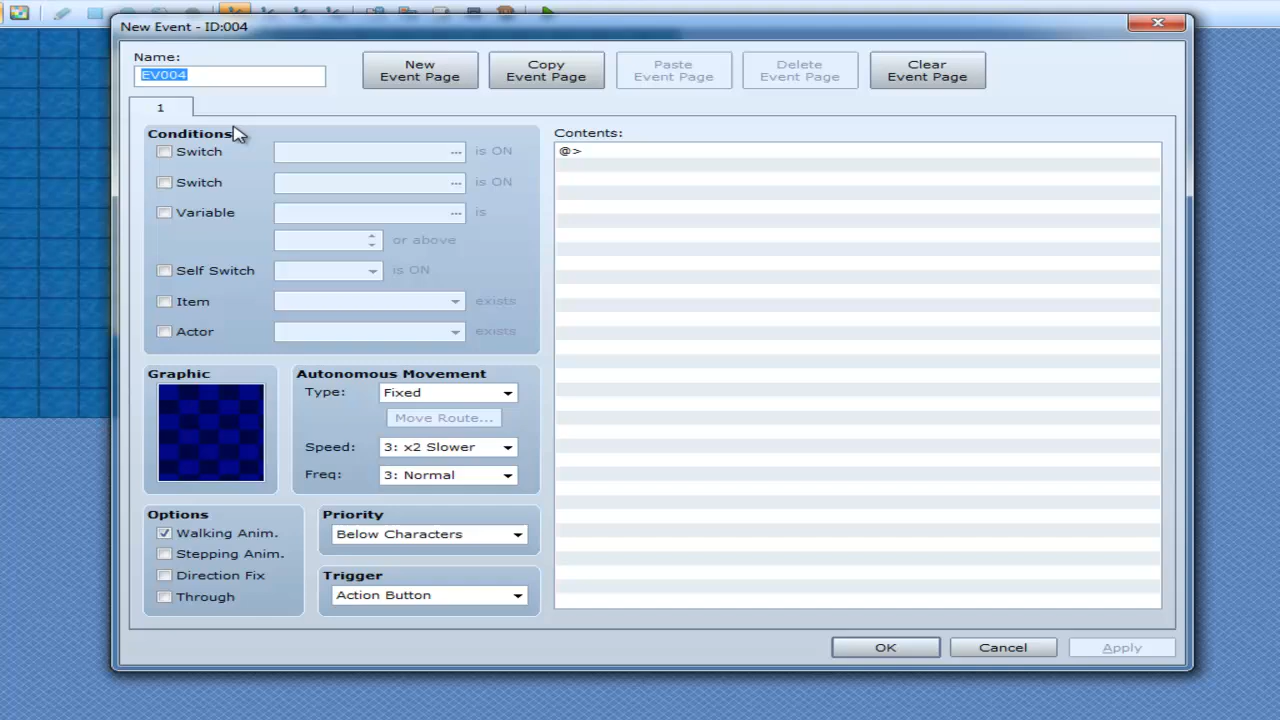 New Event - ID:004
Name:
EV004
New Event Page
Copy Event Page
Paste Event Page
Delete Event Page
Clear Event Page
1
Conditions
Switch ... is ON
Switch ... is ON
Variable ... is
or above
Self Switch is ON
Item exists
Actor exists
Graphic
Autonomous Movement
Type: Fixed
Move Route...
Speed: 3: x2 Slower
Freq: 3: Normal
Options
Walking Anim.
Stepping Anim.
Direction Fix
Through
Priority
Below Characters
Trigger
Action Button
Contents:
@>
OK
Cancel
Apply